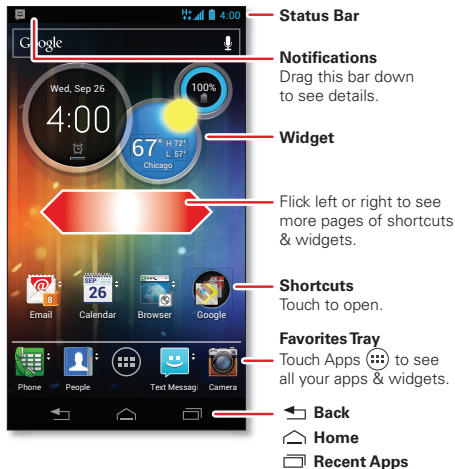 4:00
Status Bar
Google
Notifications
Drag this bar down
to see details.
Wed, Sep 26
4:00
100%
67°
H 72°
L 57°
Chicago
Widget
Flick left or right to see
more pages of shortcuts
& widgets.
8
SEP
26
Email
Calendar
Browser
Google
Shortcuts
Touch to open.
Favorites Tray
Touch Apps to see
all your apps & widgets.
Phone
People
Text Messagi
Camera
Back
Home
Recent Apps